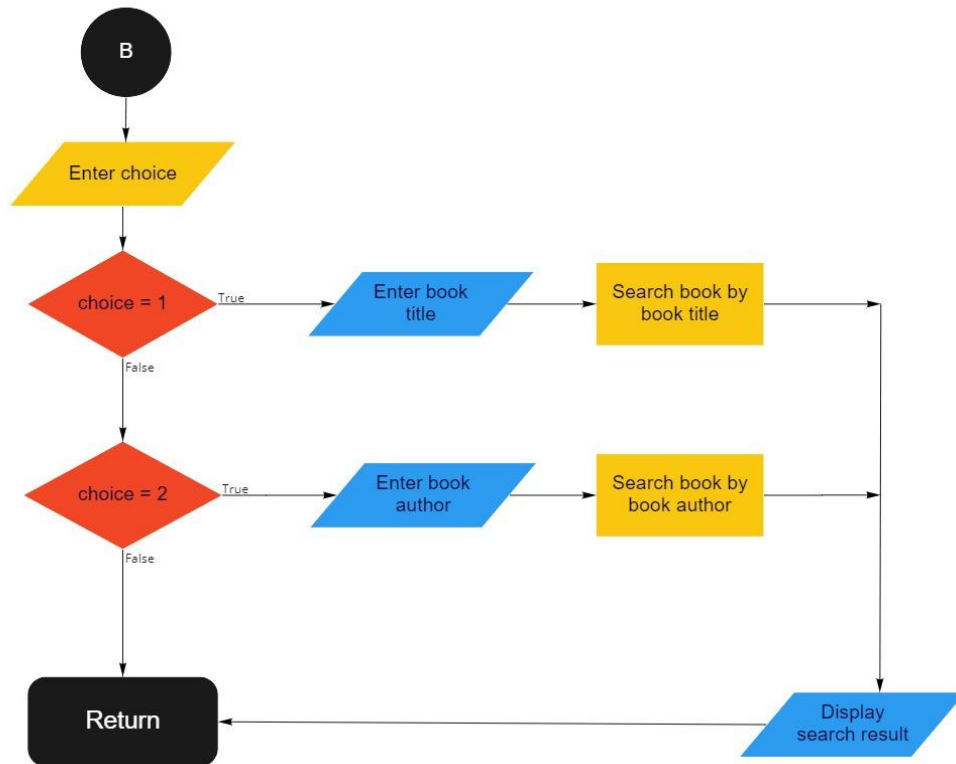 B
Enter choice
choice = 1
True
Enter book
title
Search book by
book title
False
choice = 2
True
Enter book
author
Search book by
book author
False
Return
Display
search result